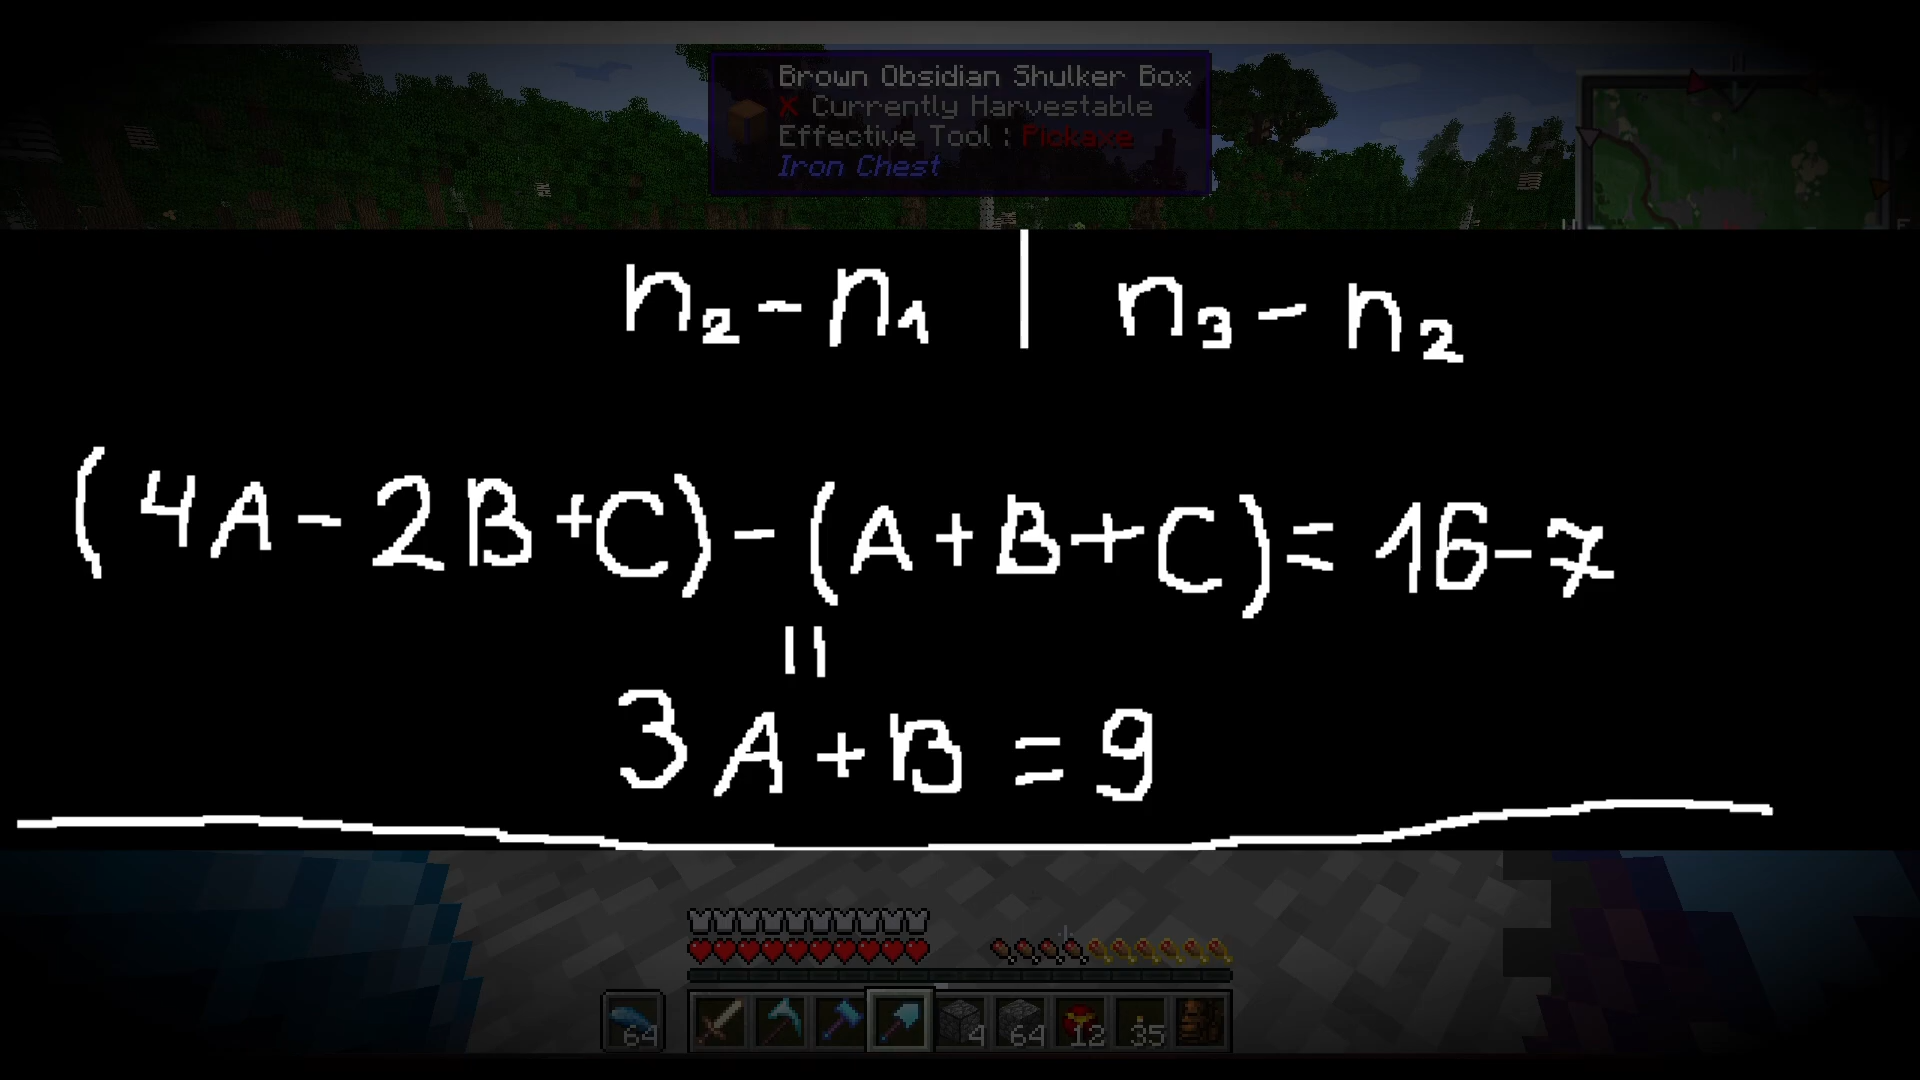 Brown Obsidian Shulker Box
X Currently Harvestable
Effective Tool : Pickaxe
Iron Chest
n₂ - n₁ | n₃ - n₂
(4A - 2B + C) - (A + B + C) = 16 - 7
=
3A + B = 9
64 4 64 12 35